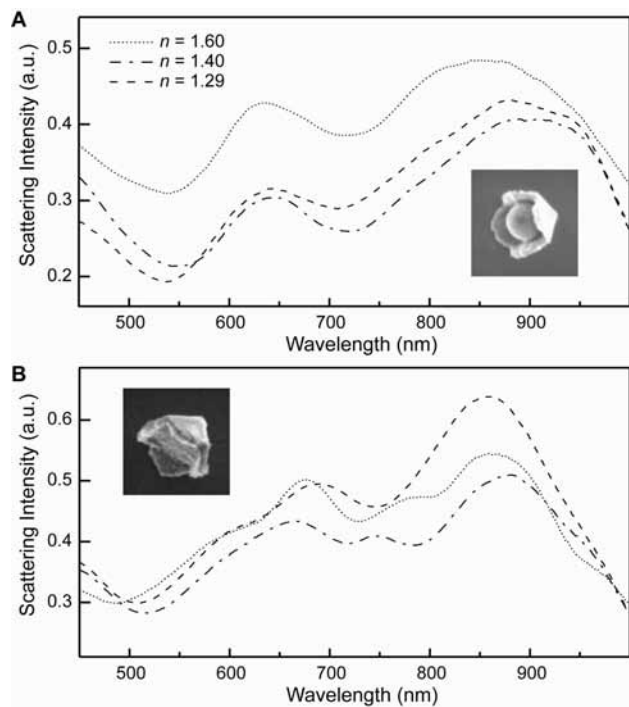 A
n = 1.60
n = 1.40
n = 1.29
0.5
0.4
0.3
0.2
Scattering Intensity (a.u.)
500 600 700 800 900
Wavelength (nm)
B
0.6
0.5
0.4
0.3
Scattering Intensity (a.u.)
500 600 700 800 900
Wavelength (nm)